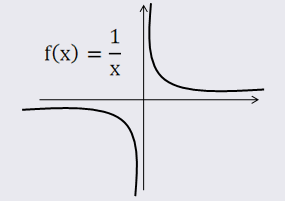 f(x) = 1/x